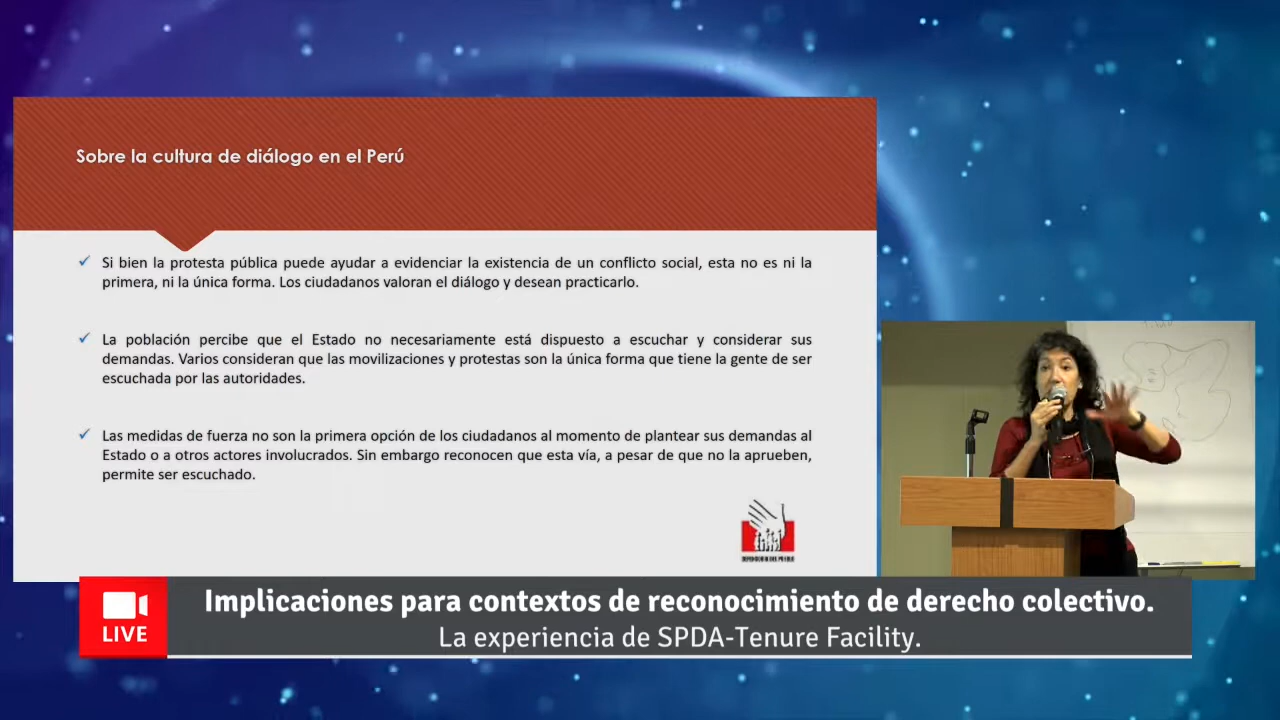 Sobre la cultura de diálogo en el Perú
✓ Si bien la protesta pública puede ayudar a evidenciar la existencia de un conflicto social, esta no es ni la
primera, ni la única forma. Los ciudadanos valoran el diálogo y desean practicarlo.
✓ La población percibe que el Estado no necesariamente está dispuesto a escuchar y considerar sus
demandas. Varios consideran que las movilizaciones y protestas son la única forma que tiene la gente de ser
escuchada por las autoridades.
✓ Las medidas de fuerza no son la primera opción de los ciudadanos al momento de plantear sus demandas al
Estado o a otros actores involucrados. Sin embargo reconocen que esta vía, a pesar de que no la aprueben,
permite ser escuchado.
DEFENSORÍA DEL PUEBLO
LIVE
Implicaciones para contextos de reconocimiento de derecho colectivo.
La experiencia de SPDA-Tenure Facility.